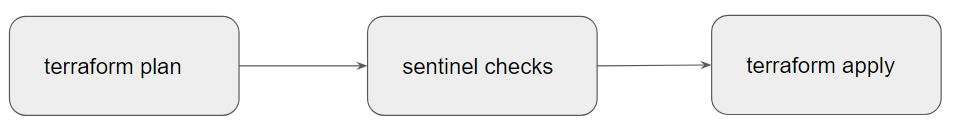 terraform plan
sentinel checks
terraform apply